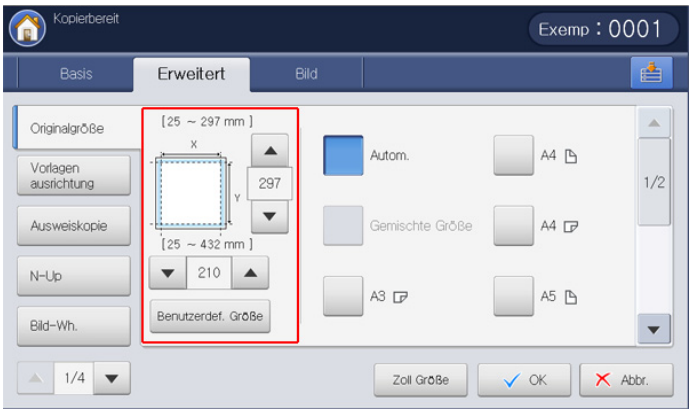 Kopierbereit
Exemp : 0001
Basis
Erweitert
Bild
Originalgröße
Vorlagen
ausrichtung
Ausweiskopie
N-Up
Bild-Wh.
1/4
[25 ~ 297 mm ]
X
Y
297
[25 ~ 432 mm ]
210
Benutzerdef. Größe
Autom.
A4
Gemischte Größe
A4
A3
A5
1/2
Zoll Größe
OK
Abbr.